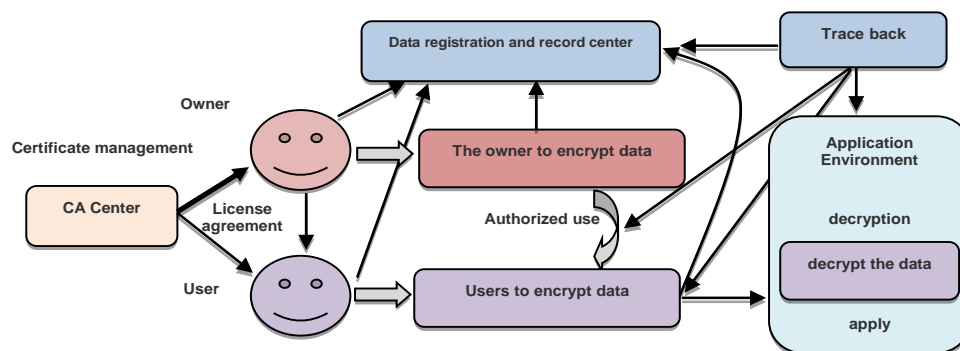 Data registration and record center
Trace back
Owner
Certificate management
The owner to encrypt data
Application
Environment
CA Center
License
agreement
Authorized use
decryption
User
Users to encrypt data
decrypt the data
apply